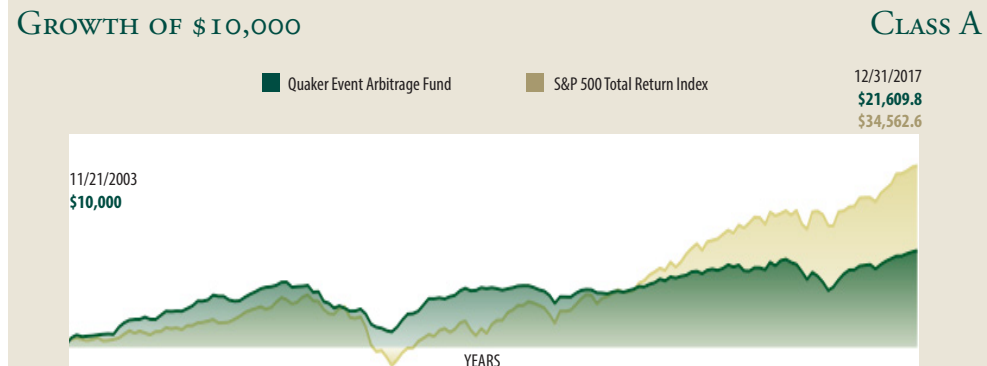 Growth of $10,000
Class A
Quaker Event Arbitrage Fund
S&P 500 Total Return Index
12/31/2017
$21,609.8
$34,562.6
11/21/2003
$10,000
YEARS